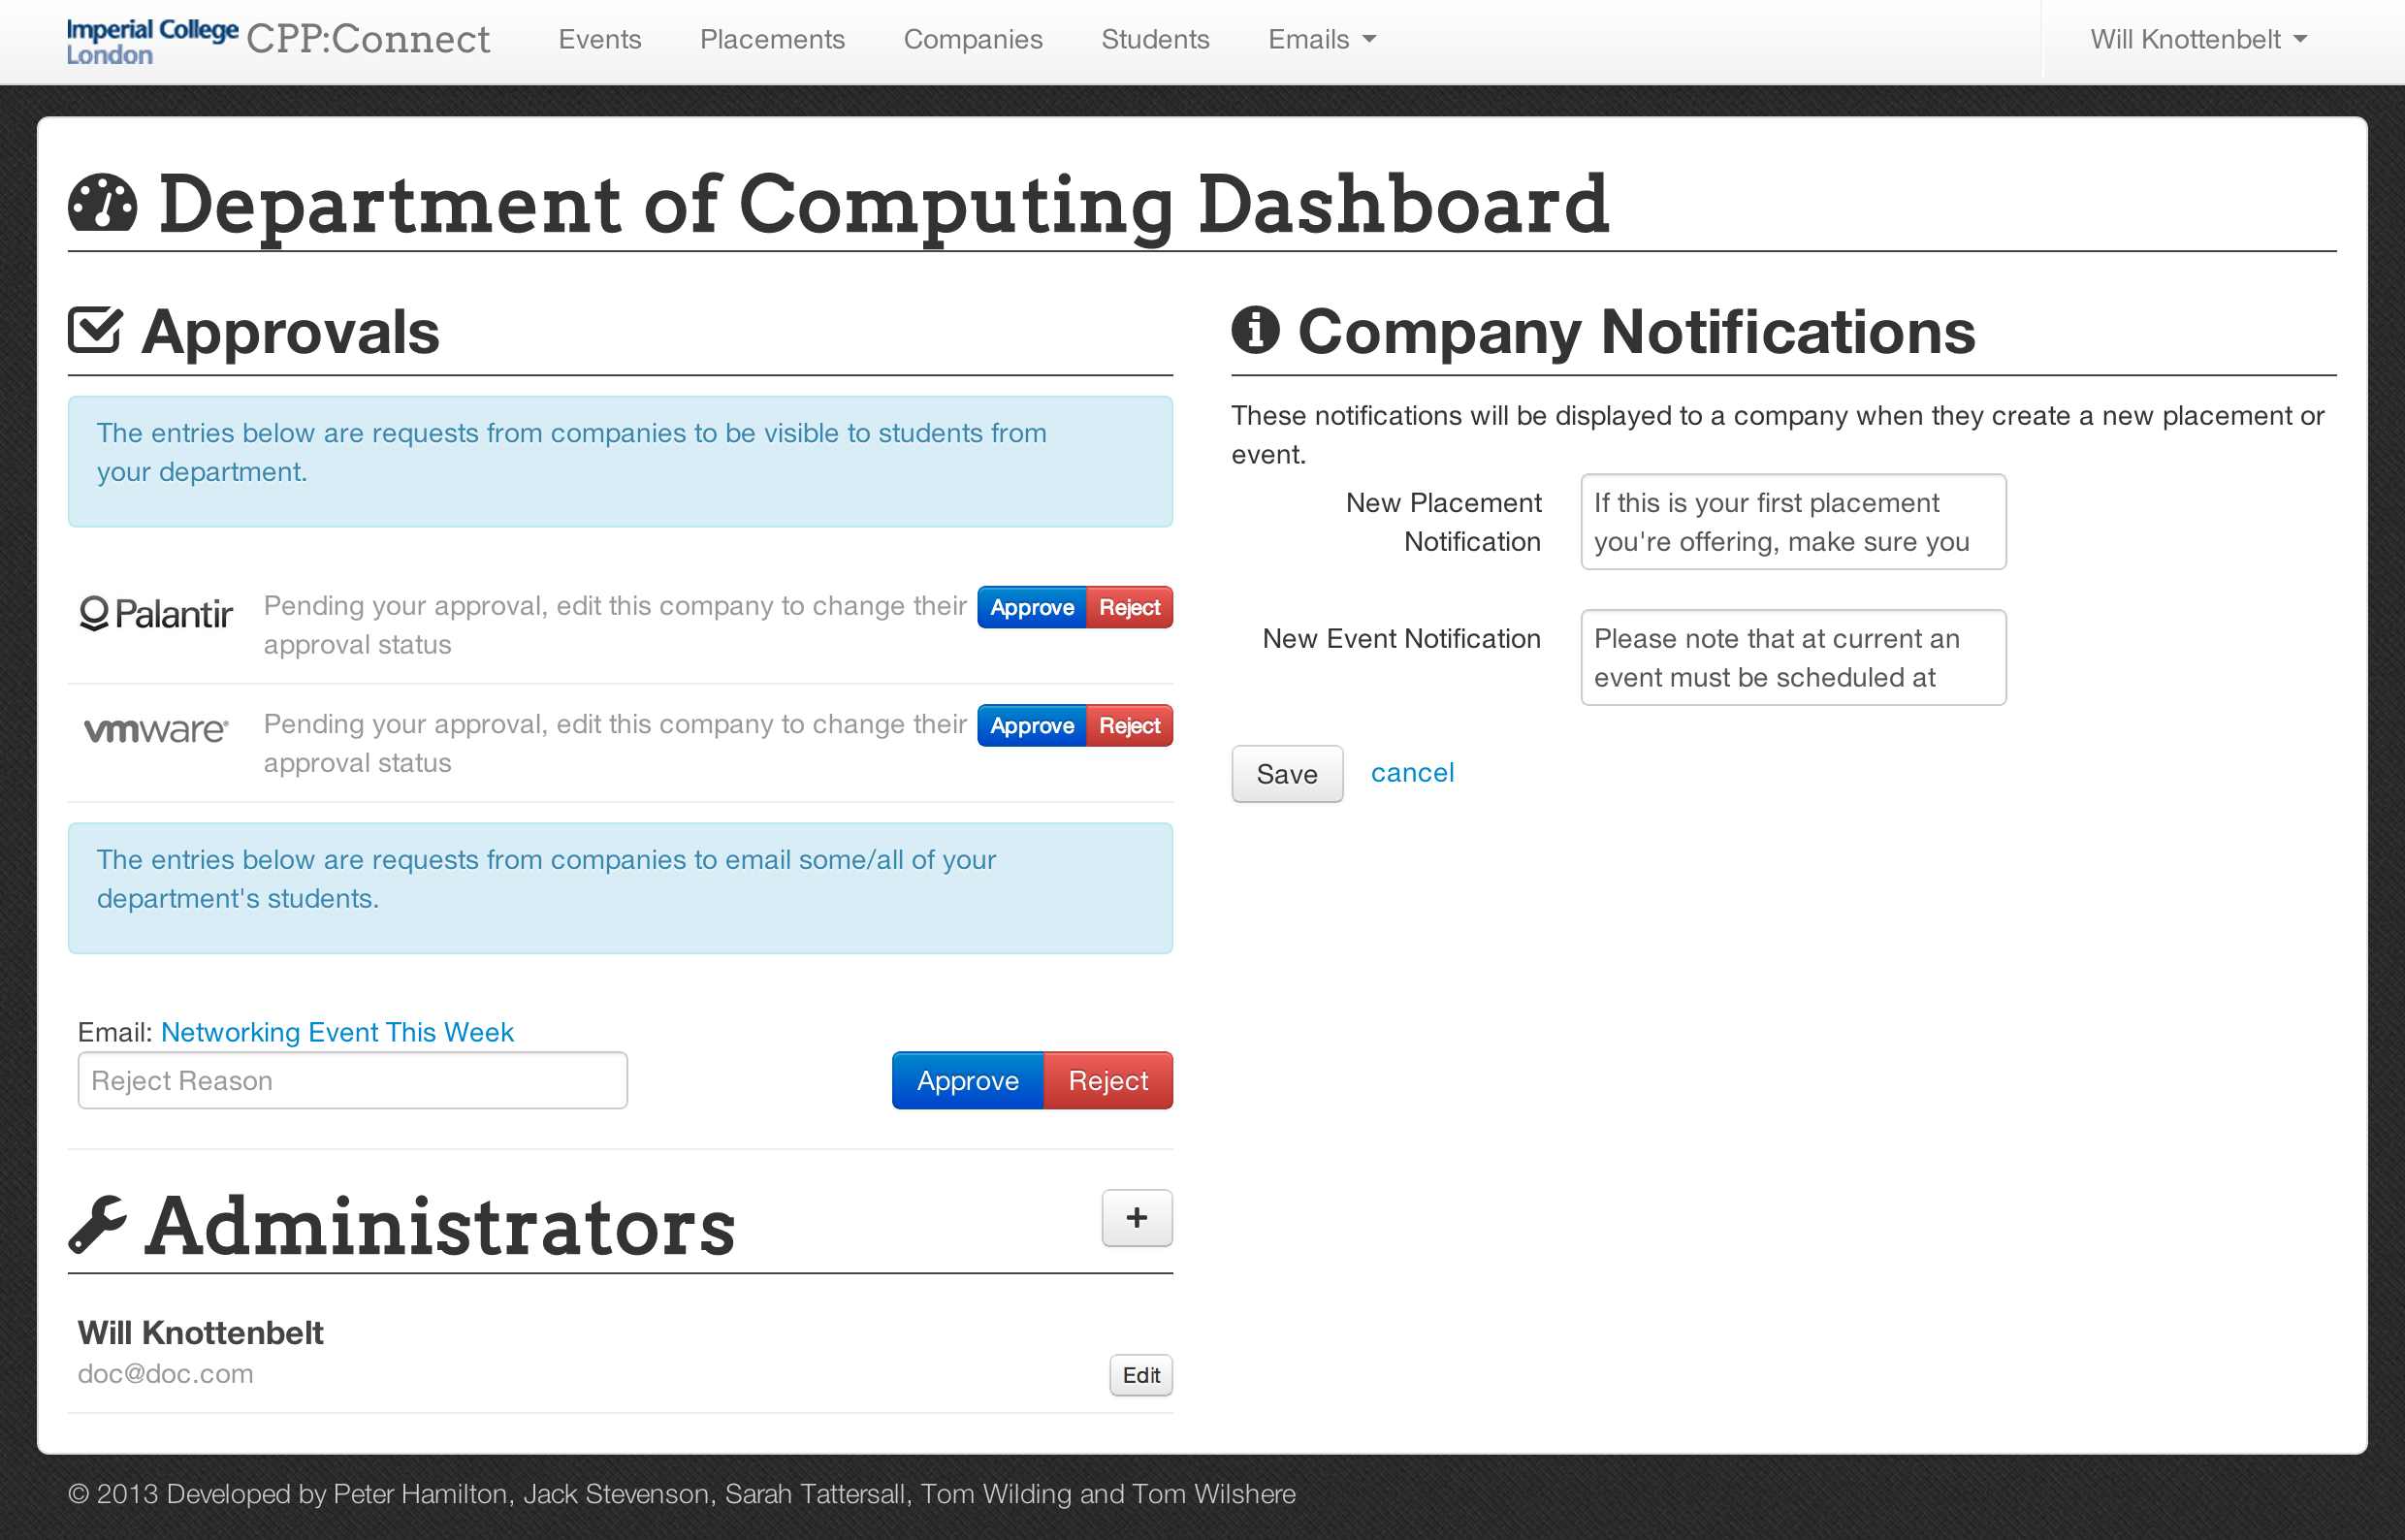 Imperial College
London
CPP:Connect
Events
Placements
Companies
Students
Emails
Will Knottenbelt
Department of Computing Dashboard
Approvals
The entries below are requests from companies to be visible to students from
your department.
Palantir
Pending your approval, edit this company to change their
approval status
Approve
Reject
vmware®
Pending your approval, edit this company to change their
approval status
Approve
Reject
The entries below are requests from companies to email some/all of your
department's students.
Email: Networking Event This Week
Reject Reason
Approve
Reject
Administrators
+
Will Knottenbelt
doc@doc.com
Edit
Company Notifications
These notifications will be displayed to a company when they create a new placement or
event.
New Placement
Notification
If this is your first placement
you're offering, make sure you
New Event Notification
Please note that at current an
event must be scheduled at
Save
cancel
© 2013 Developed by Peter Hamilton, Jack Stevenson, Sarah Tattersall, Tom Wilding and Tom Wilshere